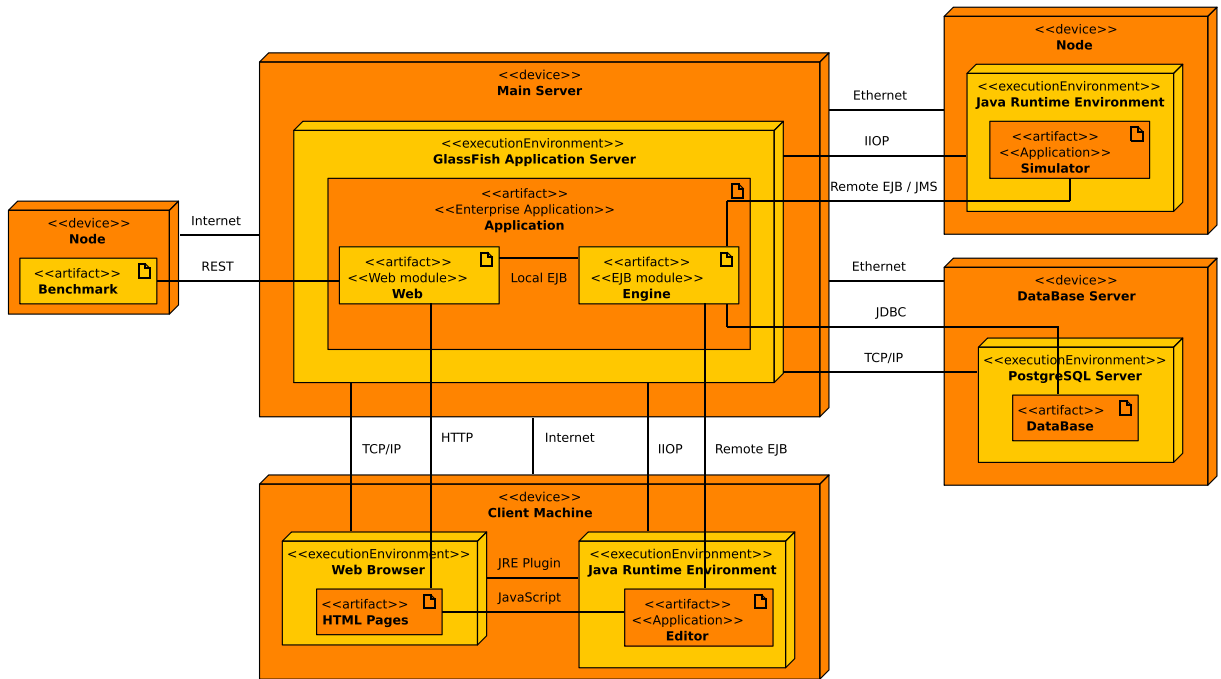 <<device>>
Main Server
<<executionEnvironment>>
GlassFish Application Server
<<artifact>>
<<Enterprise Application>>
Application
<<artifact>>
<<Web module>>
Web
Local EJB
<<artifact>>
<<EJB module>>
Engine
<<device>>
Node
<<artifact>>
Benchmark
Internet
REST
Ethernet
IIOP
Remote EJB / JMS
<<device>>
Node
<<executionEnvironment>>
Java Runtime Environment
<<artifact>>
<<Application>>
Simulator
Ethernet
JDBC
TCP/IP
<<device>>
DataBase Server
<<executionEnvironment>>
PostgreSQL Server
<<artifact>>
DataBase
TCP/IP
HTTP
Internet
IIOP
Remote EJB
<<device>>
Client Machine
<<executionEnvironment>>
Web Browser
<<artifact>>
HTML Pages
JRE Plugin
JavaScript
<<executionEnvironment>>
Java Runtime Environment
<<artifact>>
<<Application>>
Editor